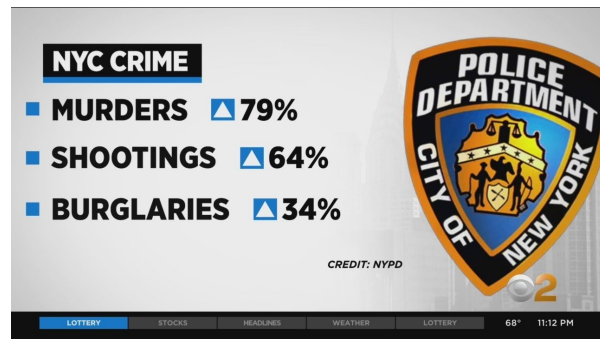 NYC CRIME
MURDERS 79%
SHOOTINGS 64%
BURGLARIES 34%
CREDIT: NYPD
POLICE
DEPARTMENT
CITY OF
NEW YORK
2
LOTTERY STOCKS HEADLINES WEATHER LOTTERY 68° 11:12 PM